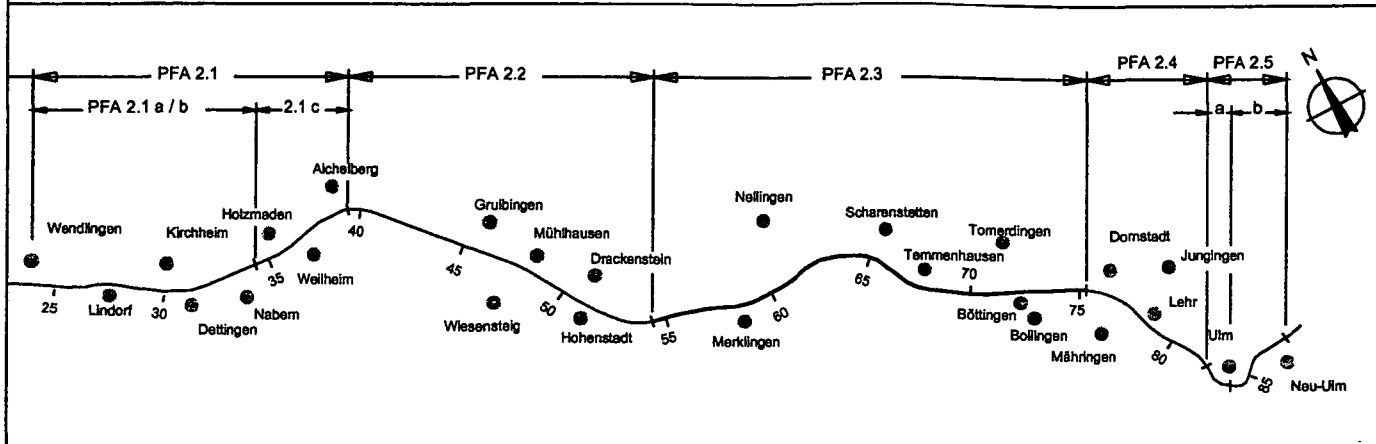 PFA 2.1
PFA 2.2
PFA 2.3
PFA 2.4
PFA 2.5
N
PFA 2.1 a / b
2.1 c
a
b
Aichelberg
Wendlingen
Kirchheim
Holzmaden
40
Gruibingen
Mühlhausen
Drackenstein
Nellingen
Scharenstetten
Tomerdingen
Temmenhausen
Dornstadt
Jungingen
25
Lindorf
30
Dettingen
Nabern
35
Weilheim
45
Wiesensteig
50
Hohenstadt
55
Merklingen
60
65
70
Böttingen
Bollingen
75
Mähringen
Lehr
80
Ulm
85
Neu-Ulm